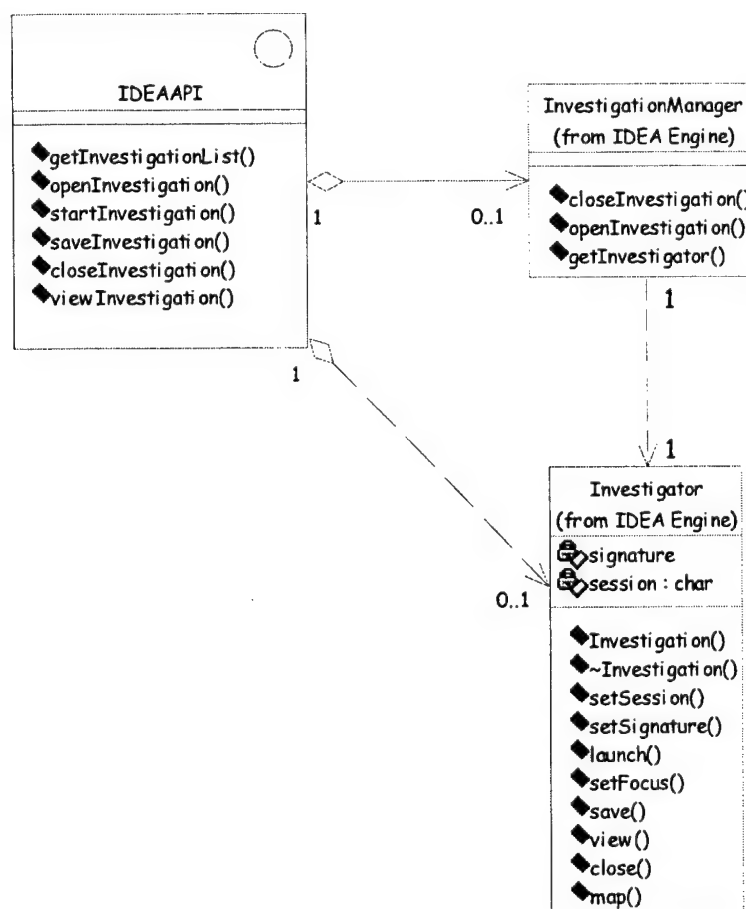 IDEAAPI
getInvestigationList()
openInvestigation()
startInvestigation()
saveInvestigation()
closeInvestigation()
viewInvestigation()
1
0..1
InvestigationManager
(from IDEA Engine)
closeInvestigation()
openInvestigation()
getInvestigator()
1
1
1
0..1
Investigator
(from IDEA Engine)
signature
session : char
Investigation()
~Investigation()
setSession()
setSignature()
launch()
setFocus()
save()
view()
close()
map()